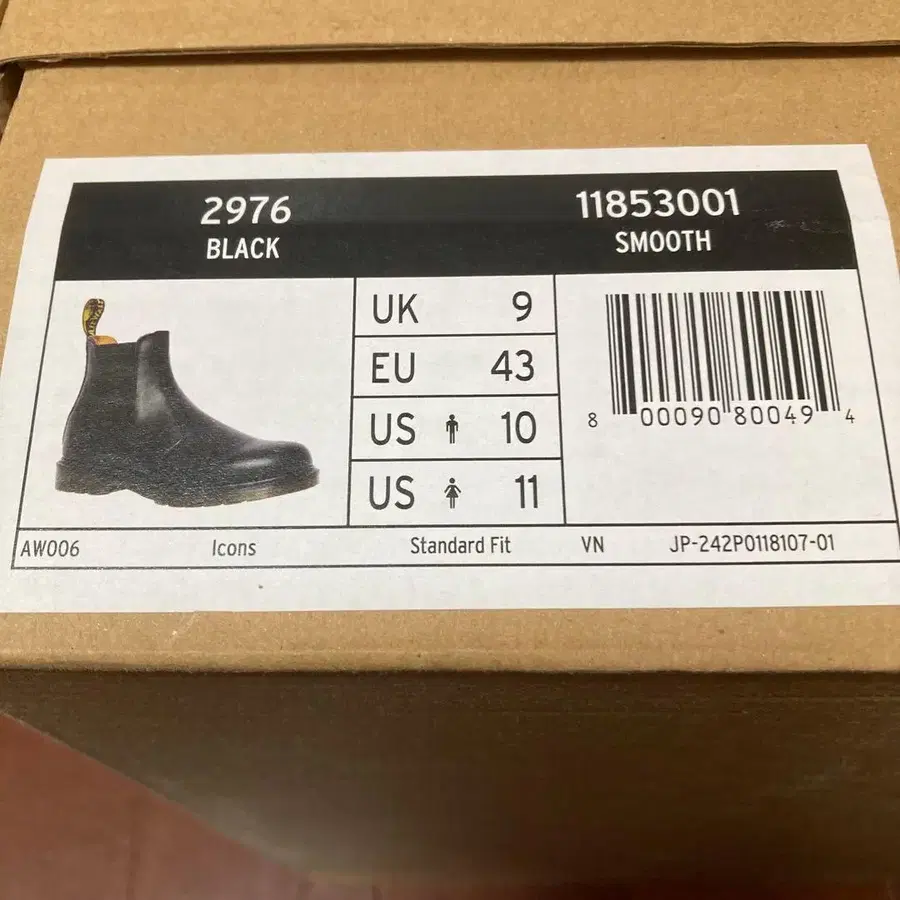 2976
BLACK
11853001
SMOOTH
UK 9
EU 43
US 10
US 11
8 00090 80049 4
AW006 Icons Standard Fit VN JP-242P0118107-01